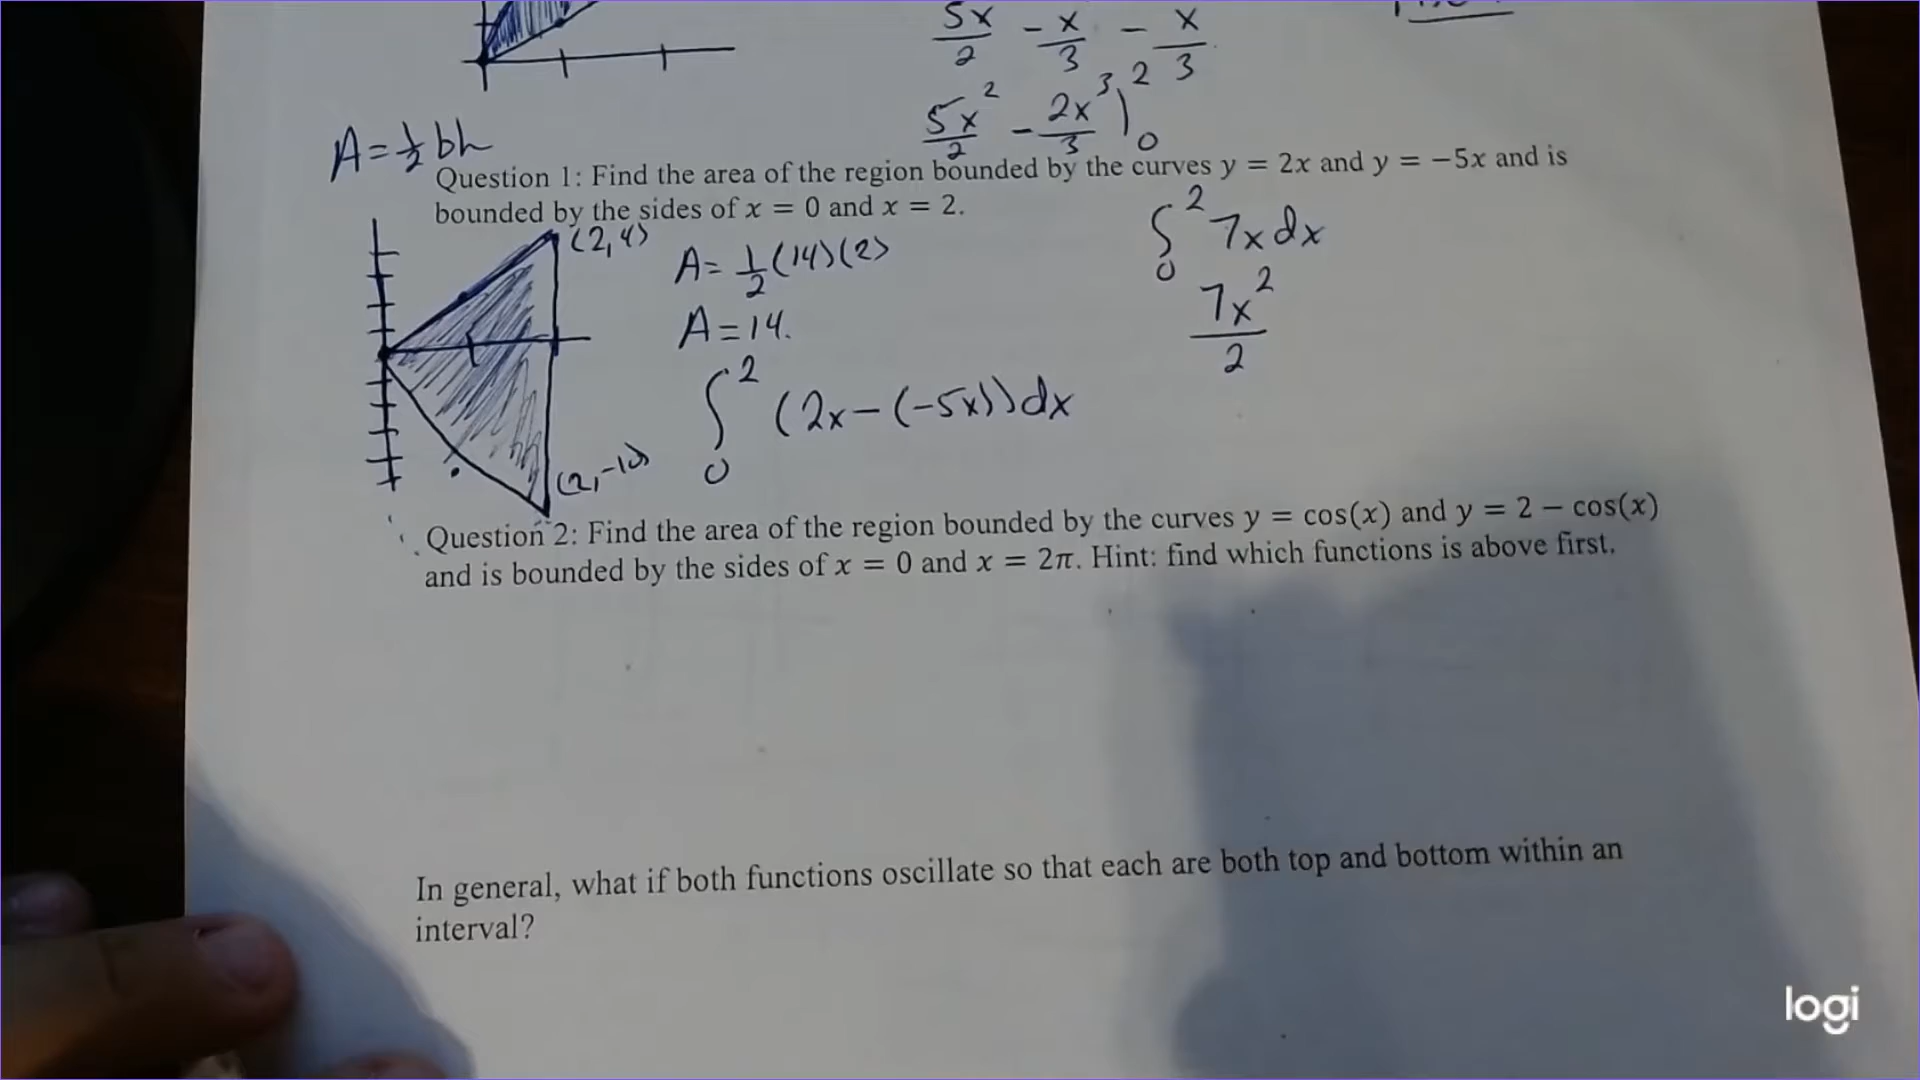 5x/2 - x/3 - x/3
5x²/2 - 2x³/3 |²₀
A = ½ bh
Question 1: Find the area of the region bounded by the curves y = 2x and y = −5x and is
bounded by the sides of x = 0 and x = 2.
(2,4)
A = ½ (14)(2)
A = 14.
∫₀² (2x − (−5x)) dx
∫₀² 7x dx
7x²/2
(2,-10)
Question 2: Find the area of the region bounded by the curves y = cos(x) and y = 2 − cos(x)
and is bounded by the sides of x = 0 and x = 2π. Hint: find which functions is above first.
In general, what if both functions oscillate so that each are both top and bottom within an
interval?
logi